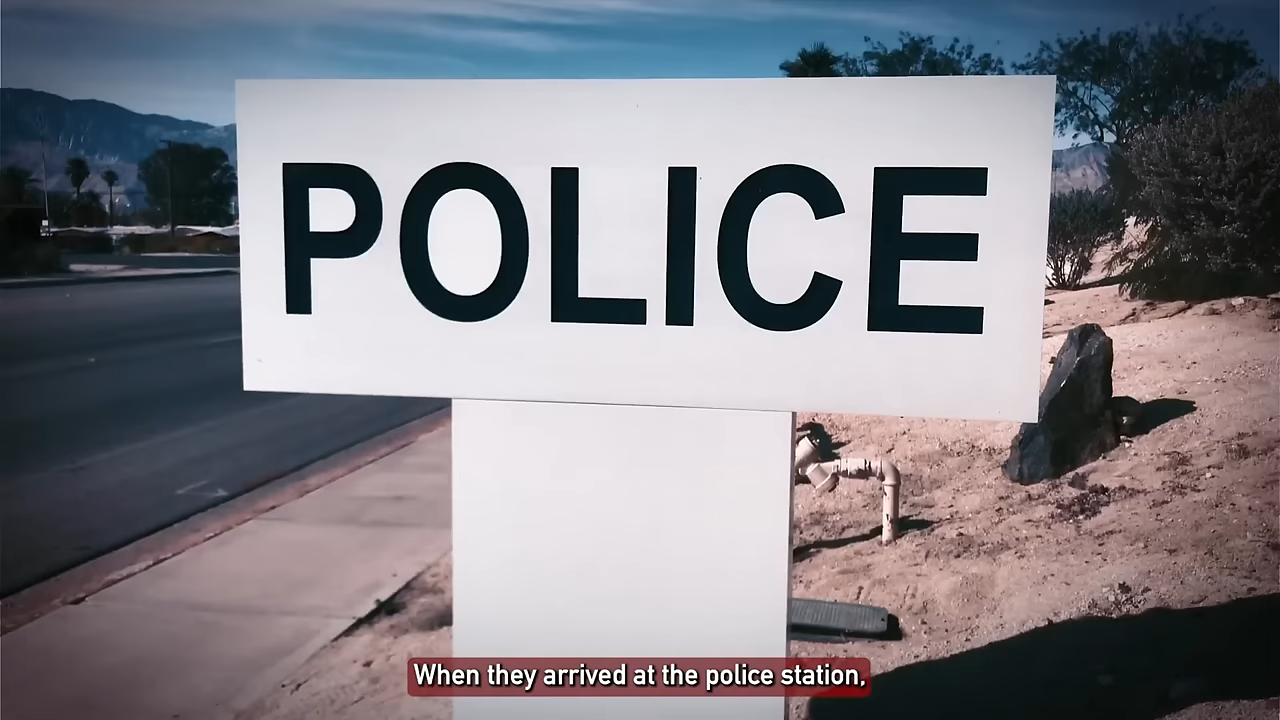 POLICE
When they arrived at the police station,